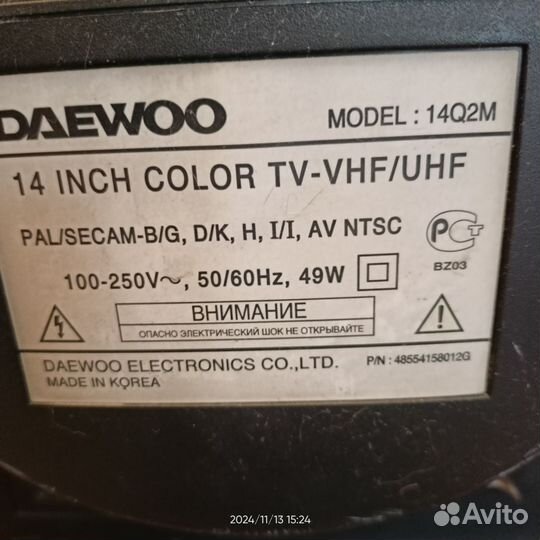 DAEWOO
MODEL : 14Q2M
14 INCH COLOR TV-VHF/UHF
PAL/SECAM-B/G, D/K, H, I/I, AV NTSC
РСТ
BZ03
100-250V~, 50/60Hz, 49W
ВНИМАНИЕ
ОПАСНО ЭЛЕКТРИЧЕСКИЙ ШОК НЕ ОТКРЫВАЙТЕ
DAEWOO ELECTRONICS CO.,LTD.
P/N : 48554158012G
MADE IN KOREA
2024/11/13 15:24
Avito